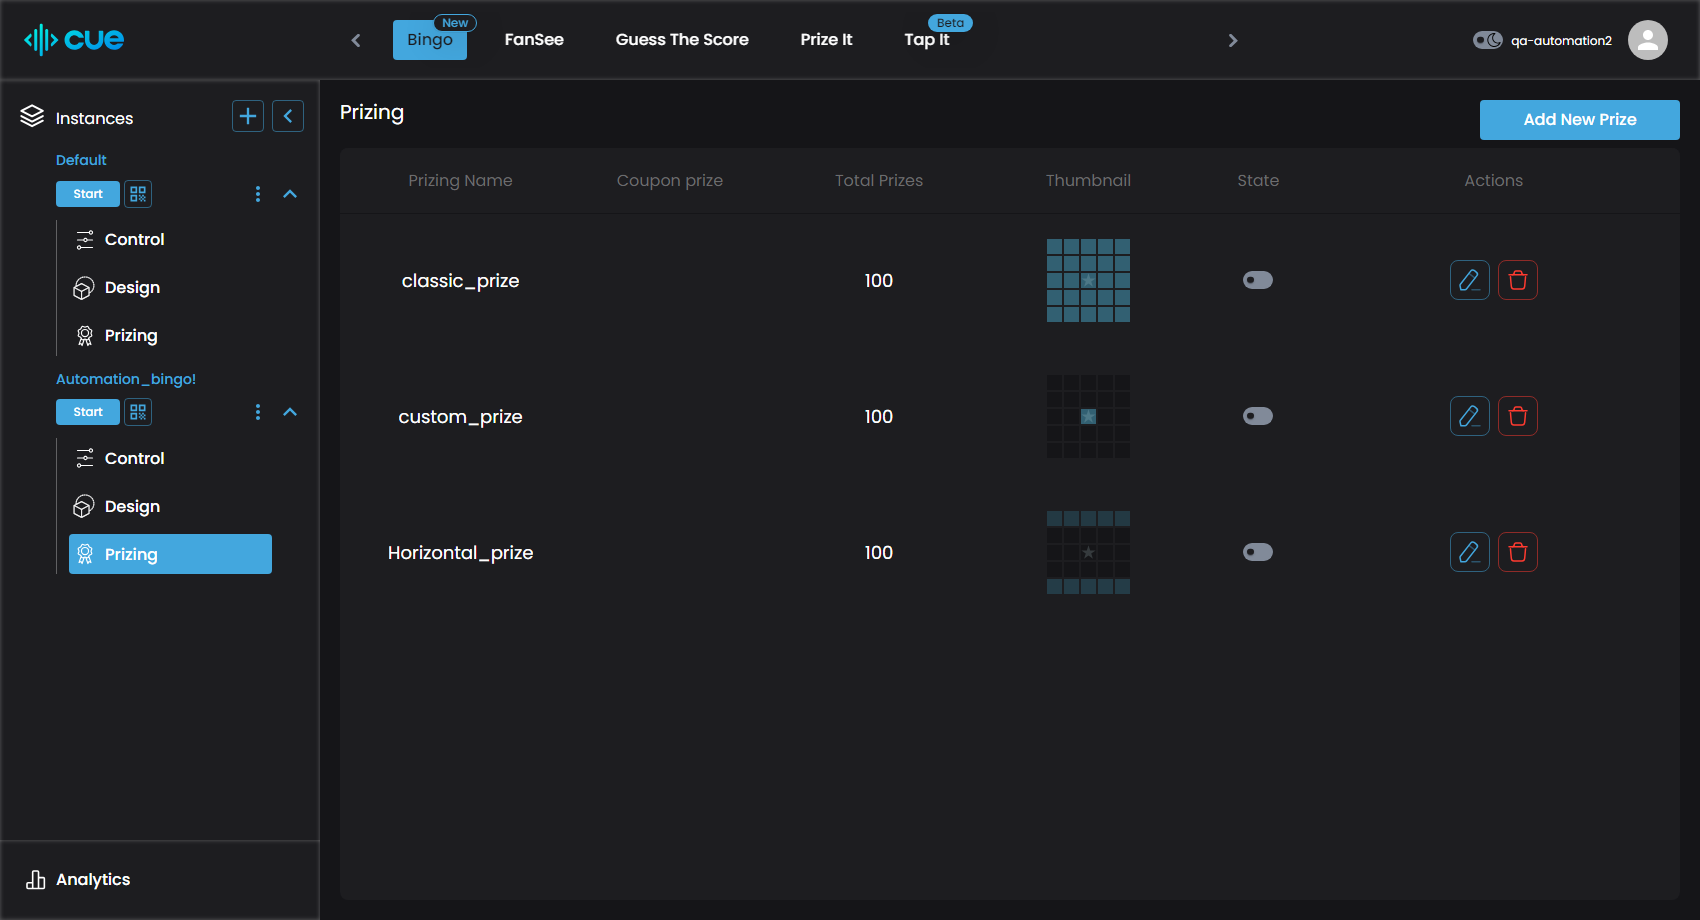 cue
Bingo
New
FanSee
Guess The Score
Prize It
Tap It
Beta
qa-automation2
Instances
Default
Start
Control
Design
Prizing
Automation_bingo!
Start
Control
Design
Prizing
Analytics
Prizing
Add New Prize
Prizing Name Coupon prize Total Prizes Thumbnail State Actions
classic_prize 100
custom_prize 100
Horizontal_prize 100